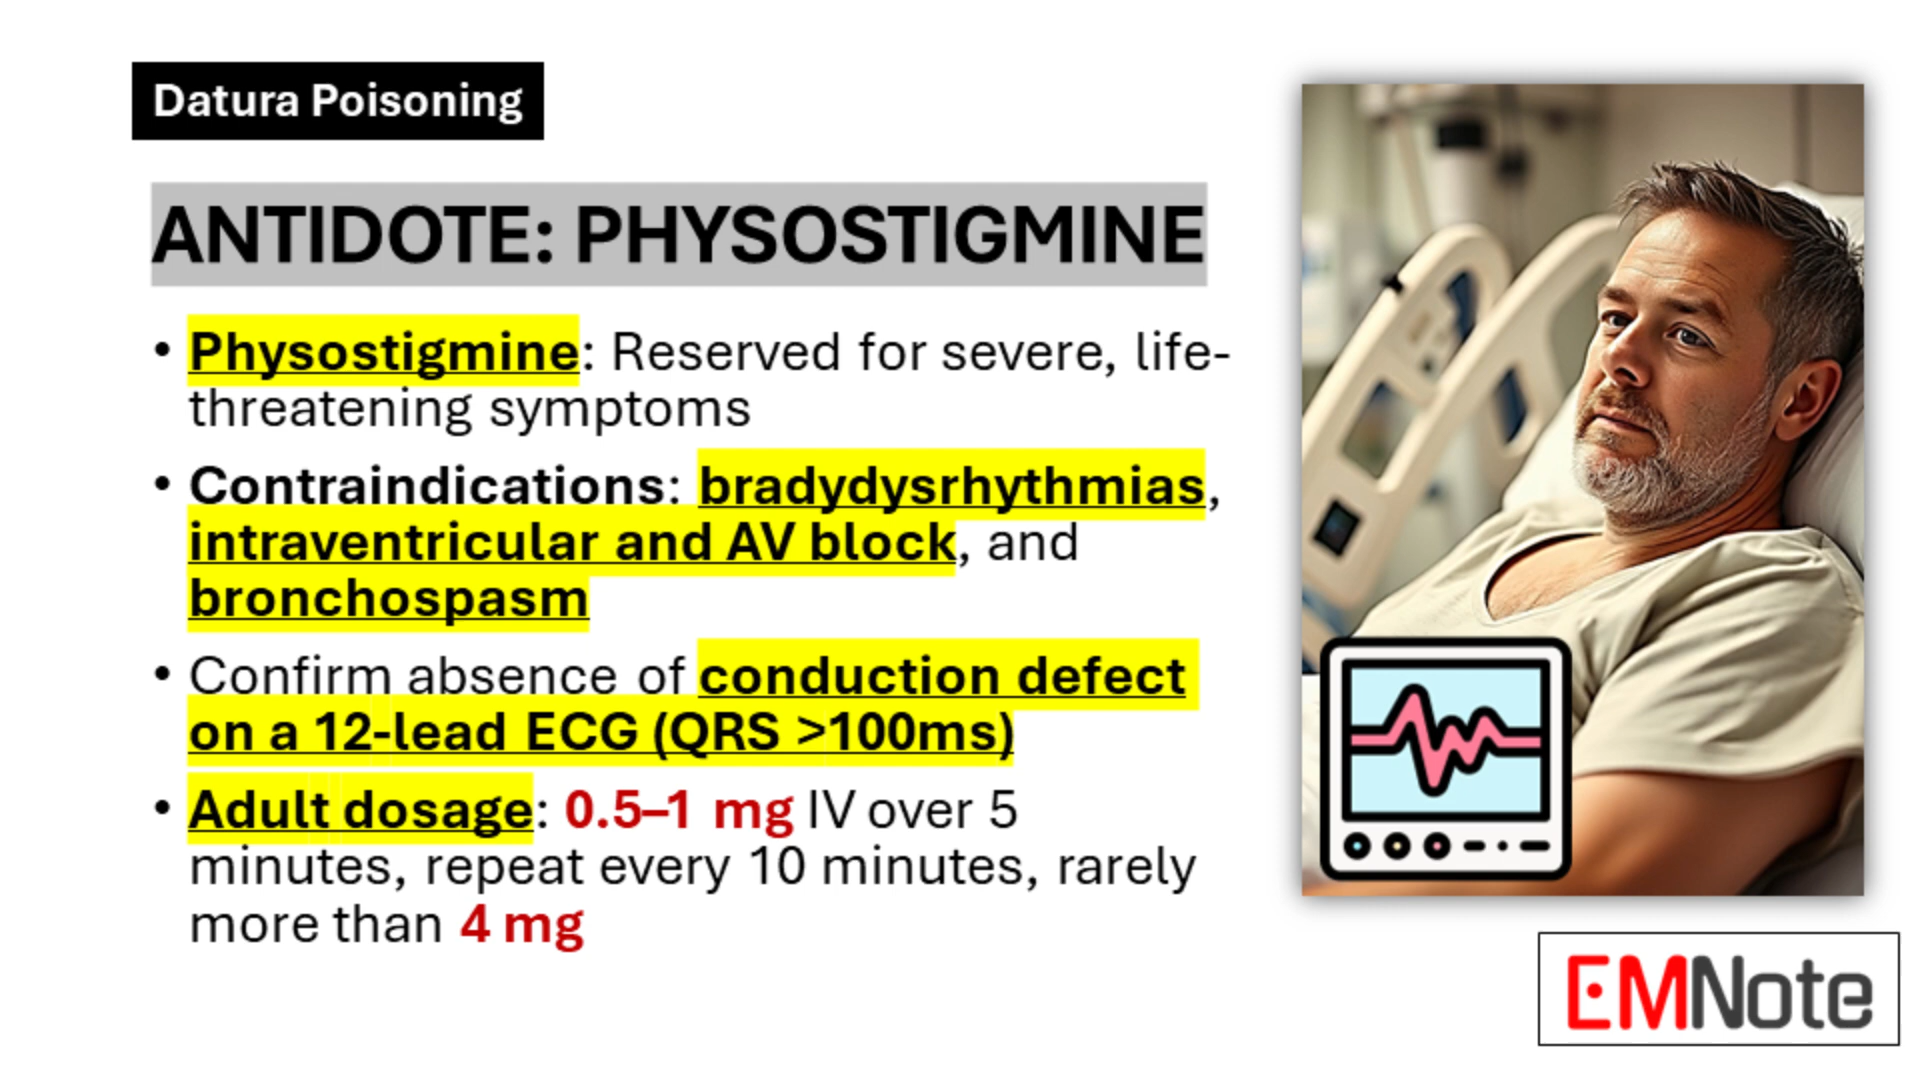 Datura Poisoning
ANTIDOTE: PHYSOSTIGMINE
• Physostigmine: Reserved for severe, life-
threatening symptoms
• Contraindications: bradydysrhythmias,
intraventricular and AV block, and
bronchospasm
• Confirm absence of conduction defect
on a 12-lead ECG (QRS >100ms)
• Adult dosage: 0.5–1 mg IV over 5
minutes, repeat every 10 minutes, rarely
more than 4 mg
EMNote